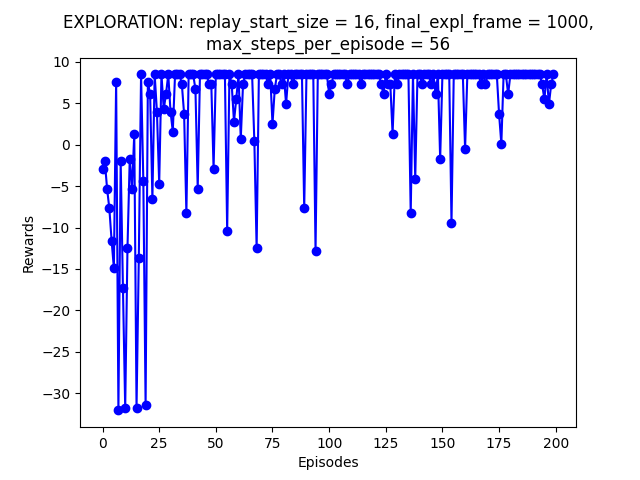 EXPLORATION: replay_start_size = 16, final_expl_frame = 1000,
max_steps_per_episode = 56
10
5
0
−5
−10
−15
−20
−25
−30
Rewards
0 25 50 75 100 125 150 175 200
Episodes